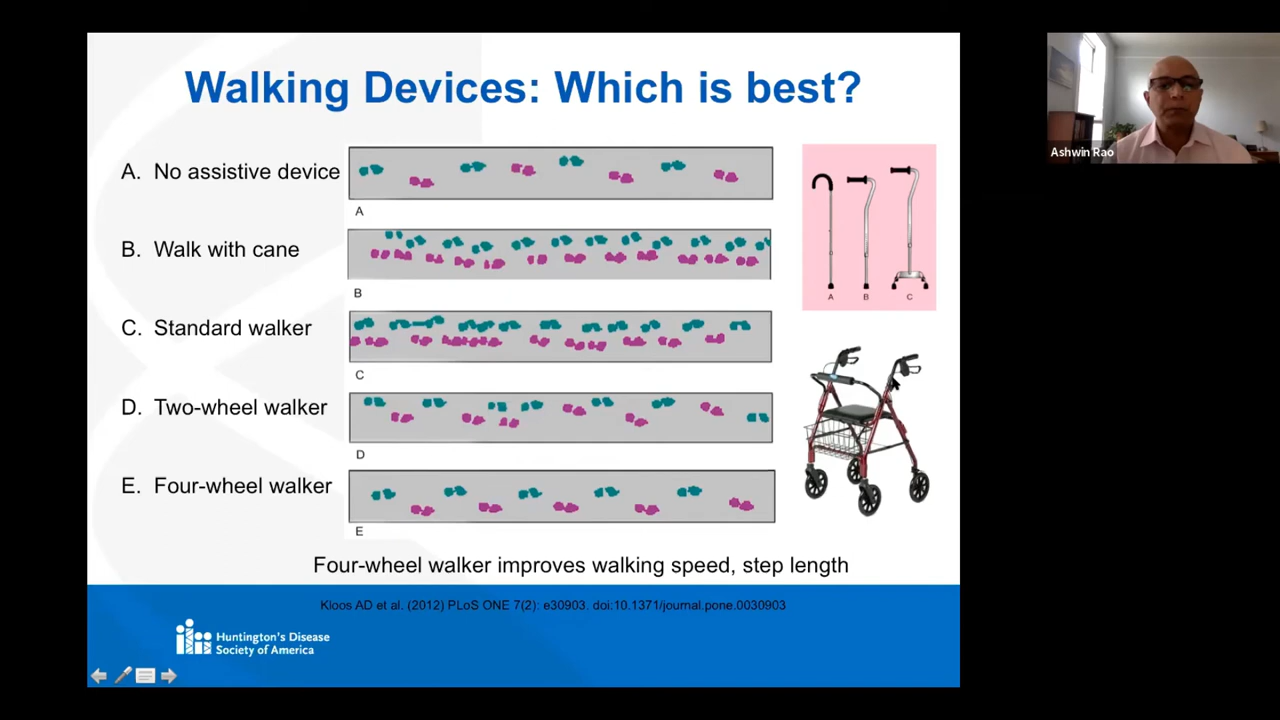 Walking Devices: Which is best?
Ashwin Rao
A. No assistive device
A
B. Walk with cane
B
C. Standard walker
C
D. Two-wheel walker
D
E. Four-wheel walker
E
A B C
Four-wheel walker improves walking speed, step length
Kloos AD et al. (2012) PLoS ONE 7(2): e30903. doi:10.1371/journal.pone.0030903
Huntington's Disease
Society of America